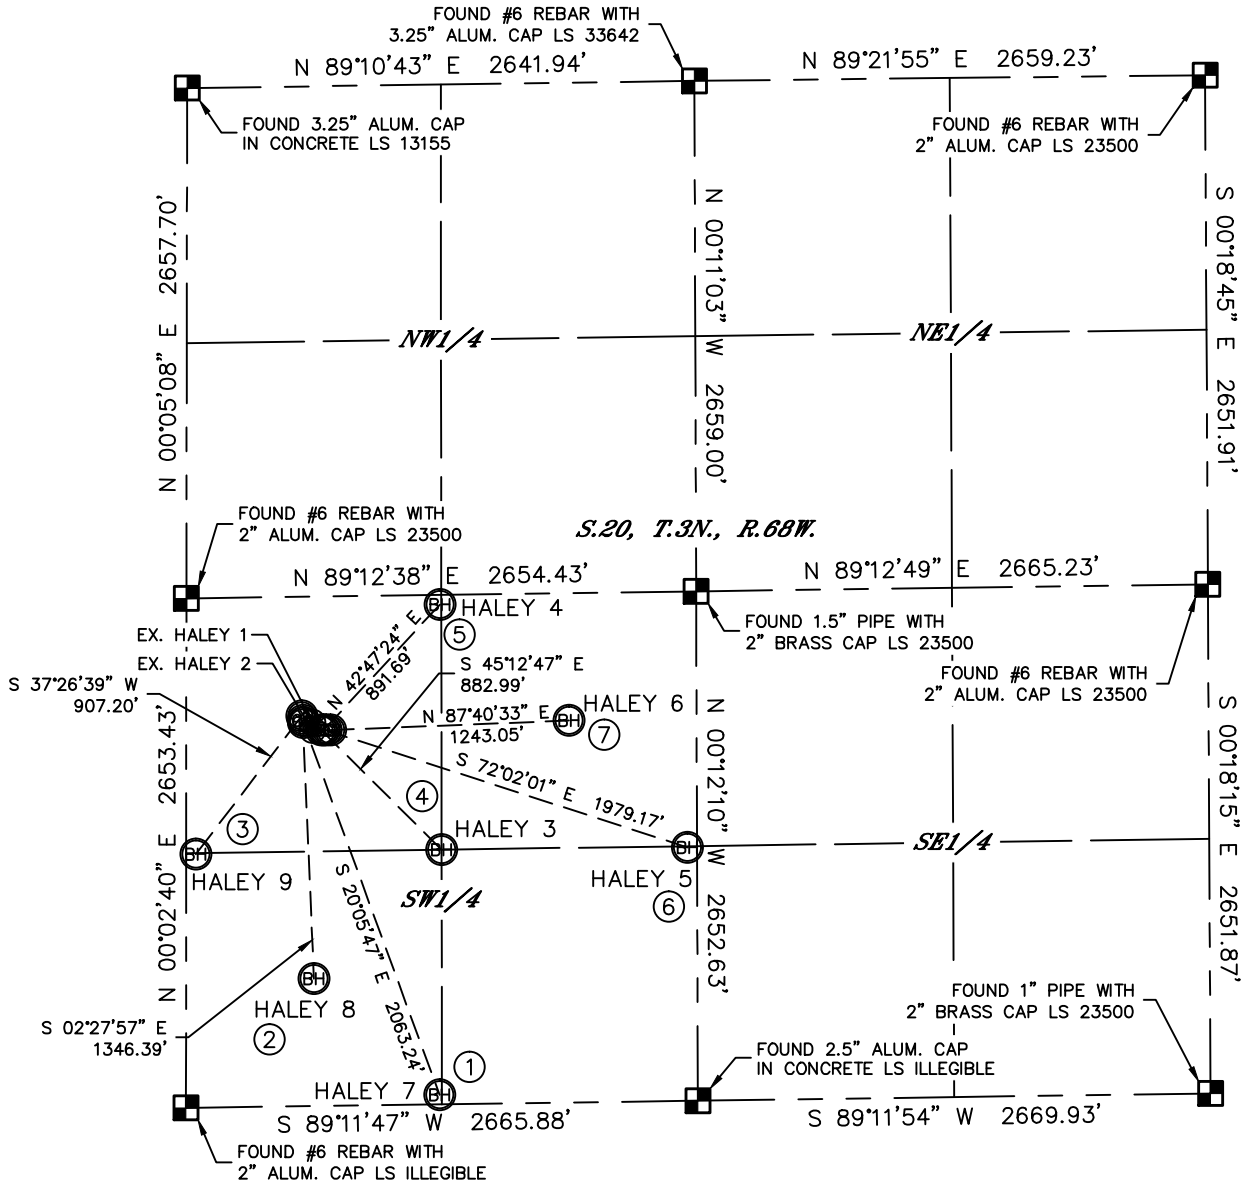 FOUND #6 REBAR WITH
3.25" ALUM. CAP LS 33642
N 89°10'43" E 2641.94'
N 89°21'55" E 2659.23'
FOUND 3.25" ALUM. CAP
IN CONCRETE LS 13155
FOUND #6 REBAR WITH
2" ALUM. CAP LS 23500
N 00°05'08" E 2657.70'
N 00°11'03" W 2659.00'
S 00°18'45" E 2651.91'
NW1/4
NE1/4
FOUND #6 REBAR WITH
2" ALUM. CAP LS 23500
S.20, T.3N., R.68W.
N 89°12'38" E 2654.43'
N 89°12'49" E 2665.23'
BH HALEY 4
5
FOUND 1.5" PIPE WITH
2" BRASS CAP LS 23500
EX. HALEY 1
EX. HALEY 2
N 42°47'24" E
891.69'
S 45°12'47" E
882.99'
FOUND #6 REBAR WITH
2" ALUM. CAP LS 23500
S 37°26'39" W
907.20'
N 87°40'33" E
1243.05'
BH HALEY 6
7
S 72°02'01" E 1979.17'
N 00°02'40" E 2653.43'
N 00°12'10" W 2652.63'
S 00°18'15" E 2651.87'
3
4
BH HALEY 3
BH
HALEY 9
BH
HALEY 5
6
SE1/4
SW1/4
S 20°05'47" E 2063.24'
BH
HALEY 8
2
S 02°27'57" E
1346.39'
FOUND 1" PIPE WITH
2" BRASS CAP LS 23500
1
HALEY 7 BH
FOUND 2.5" ALUM. CAP
IN CONCRETE LS ILLEGIBLE
S 89°11'47" W 2665.88'
S 89°11'54" W 2669.93'
FOUND #6 REBAR WITH
2" ALUM. CAP LS ILLEGIBLE